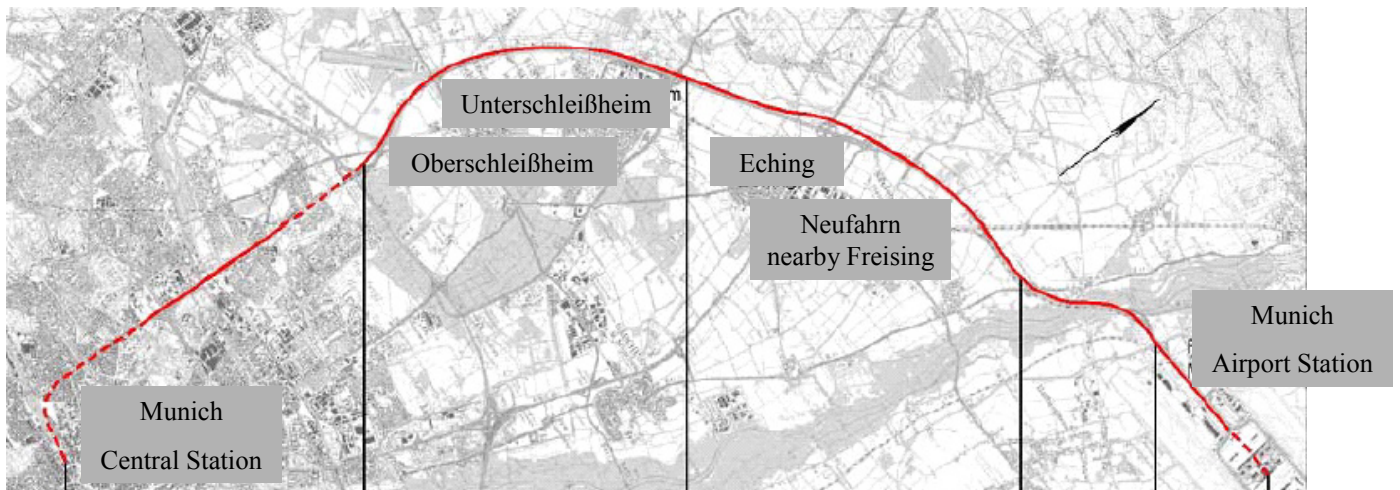 Unterschleißheim
m
Oberschleißheim
Eching
Neufahrn
nearby Freising
Munich
Airport Station
Munich
Central Station